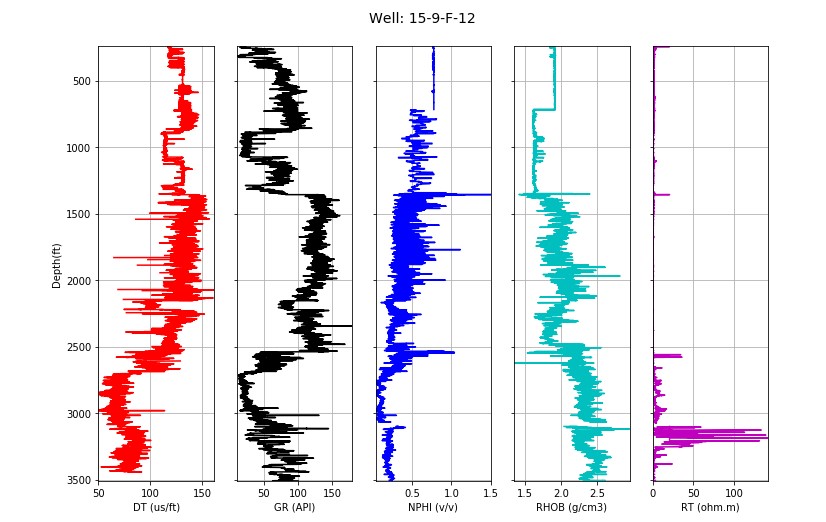 Well: 15-9-F-12
Depth(ft)
500
1000
1500
2000
2500
3000
3500
50 100 150
DT (us/ft)
50 100 150
GR (API)
0.5 1.0 1.5
NPHI (v/v)
1.5 2.0 2.5
RHOB (g/cm3)
0 100
RT (ohm.m)